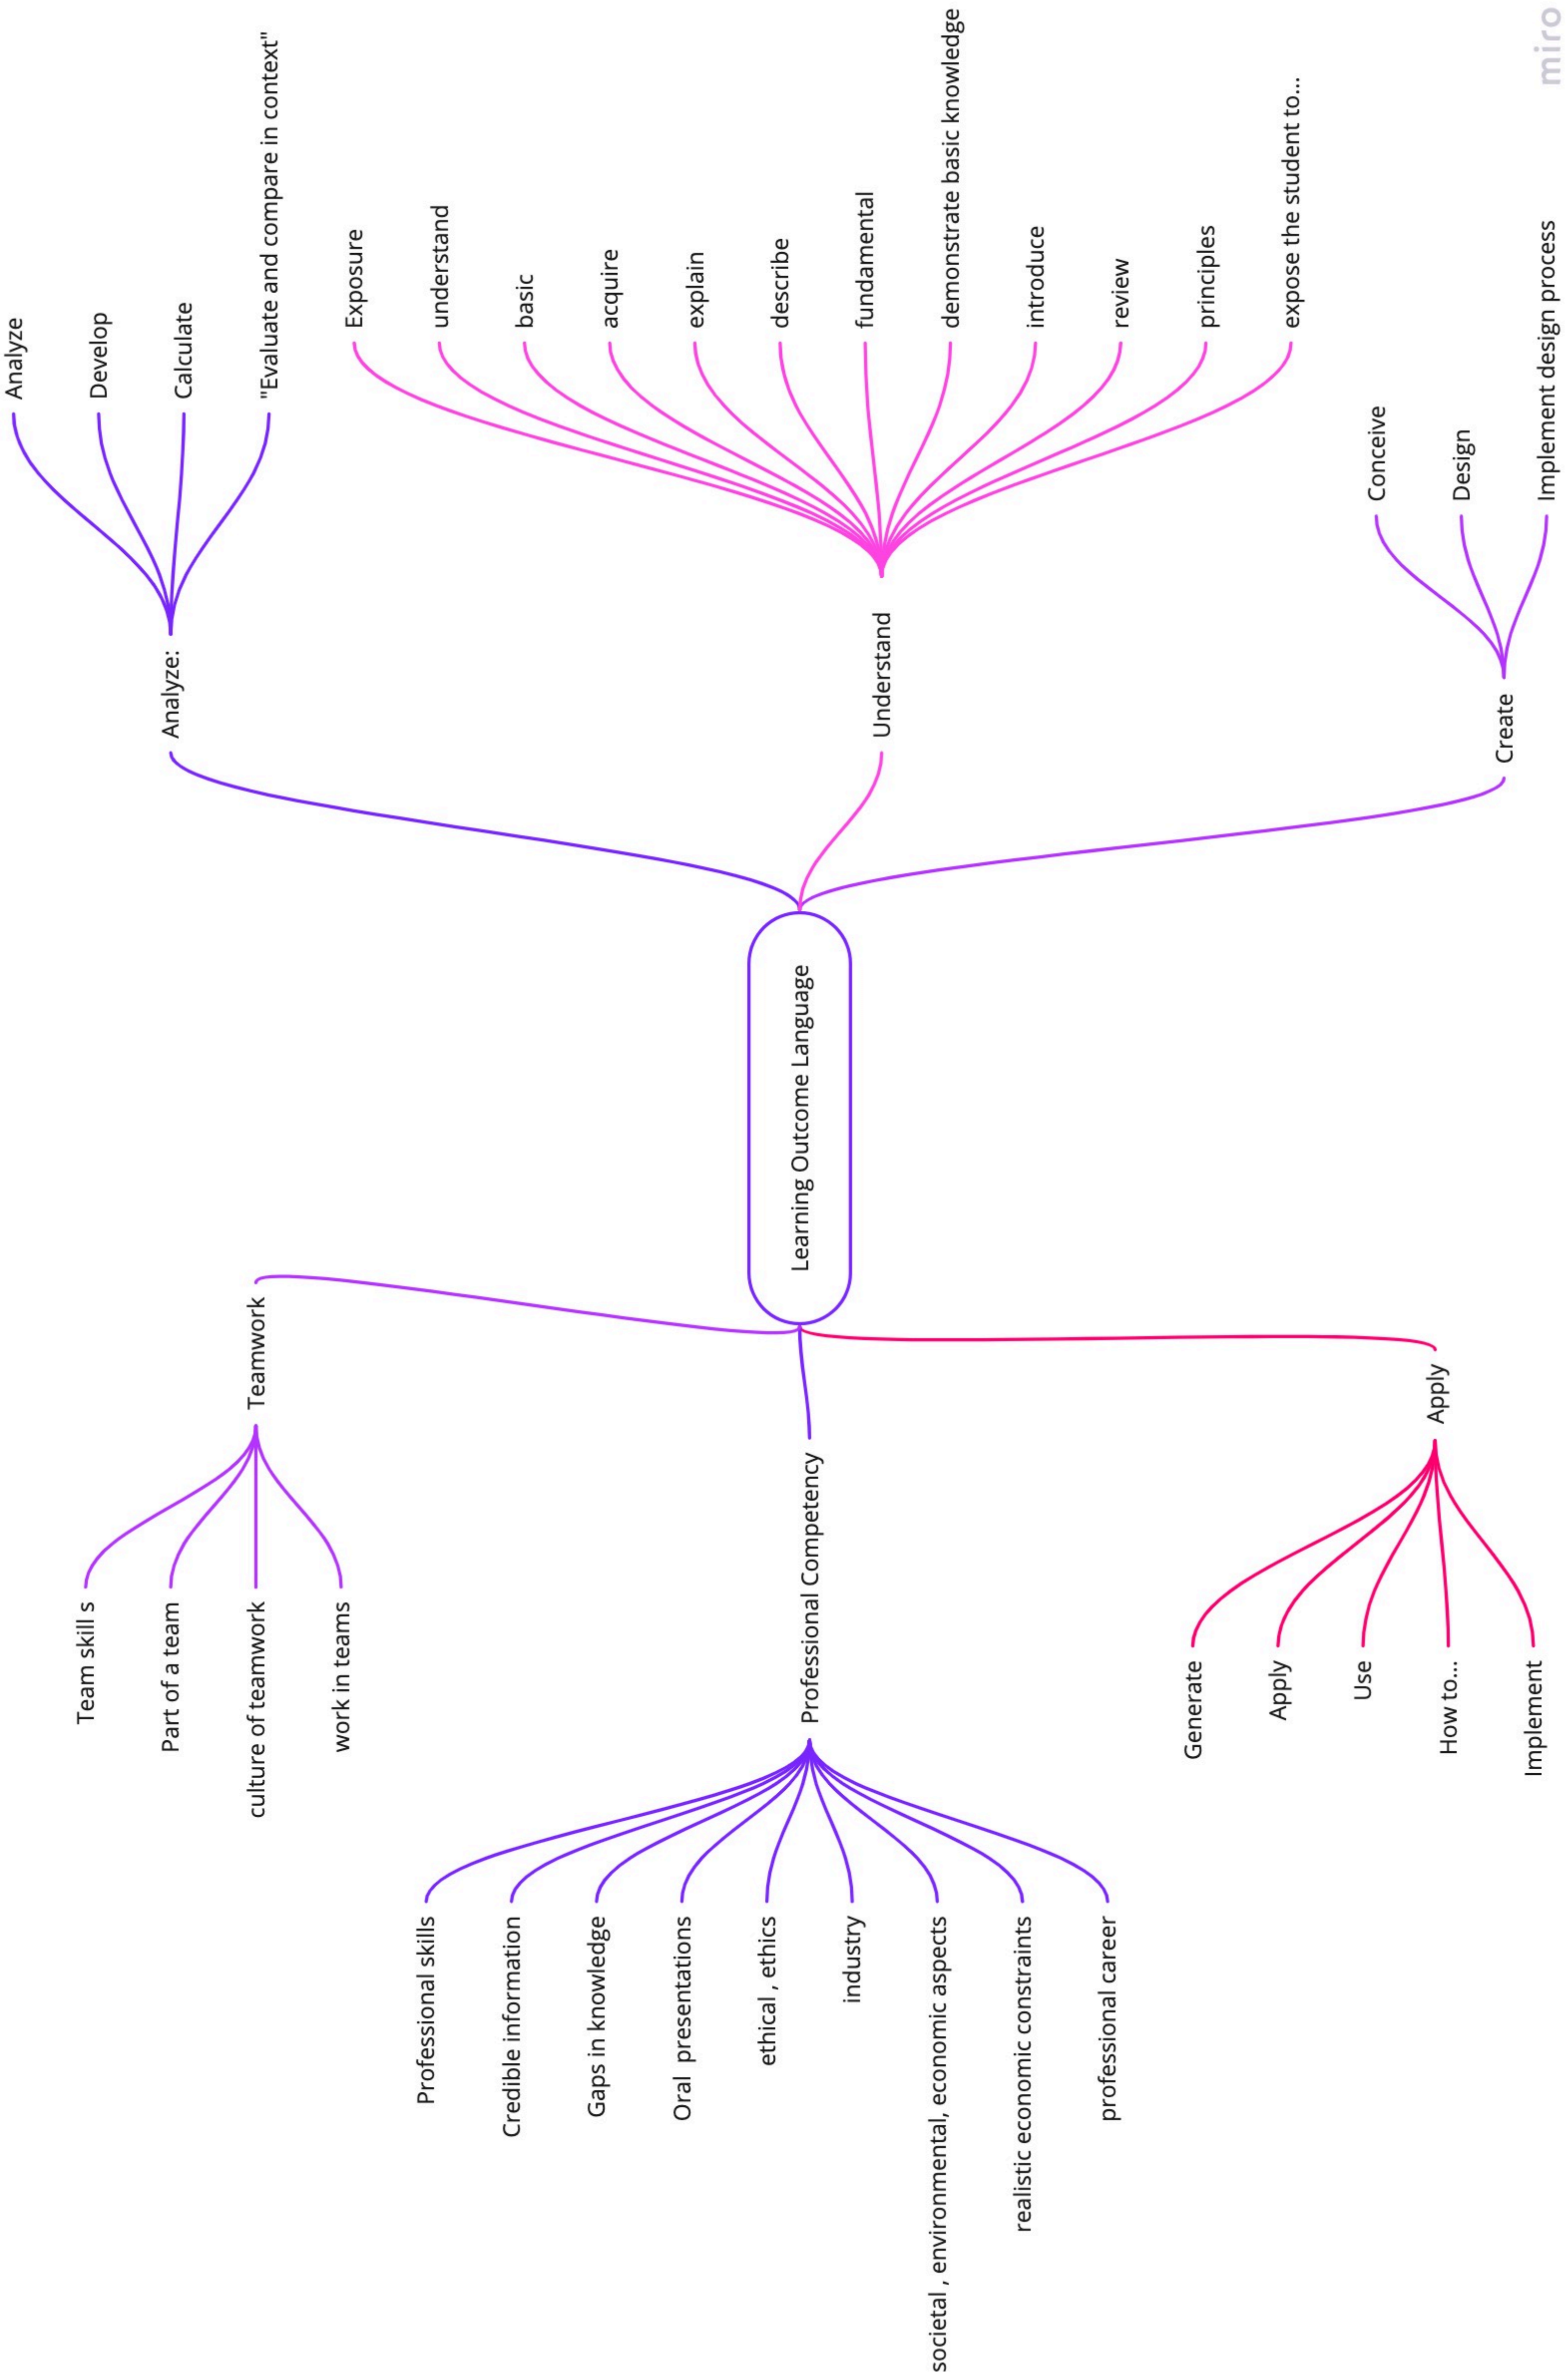 Learning Outcome Language
Analyze:
Analyze
Develop
Calculate
"Evaluate and compare in context"
Understand
Exposure
understand
basic
acquire
explain
describe
fundamental
demonstrate basic knowledge
introduce
review
principles
expose the student to...
Create
Conceive
Design
Implement design process
Teamwork
Team skill s
Part of a team
culture of teamwork
work in teams
Professional Competency
Professional skills
Credible information
Gaps in knowledge
Oral  presentations
ethical , ethics
industry
societal , environmental, economic aspects
realistic economic constraints
professional career
Apply
Generate
Apply
Use
How to...
Implement
miro